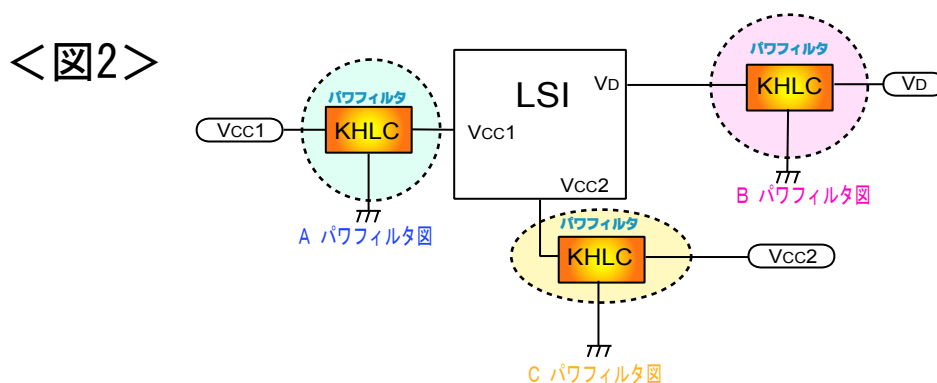 <図2>
パワフィルタ
KHLC
VCC1
VCC1
A パワフィルタ図
LSI
VD
VCC2
パワフィルタ
KHLC
VD
B パワフィルタ図
パワフィルタ
KHLC
VCC2
C パワフィルタ図